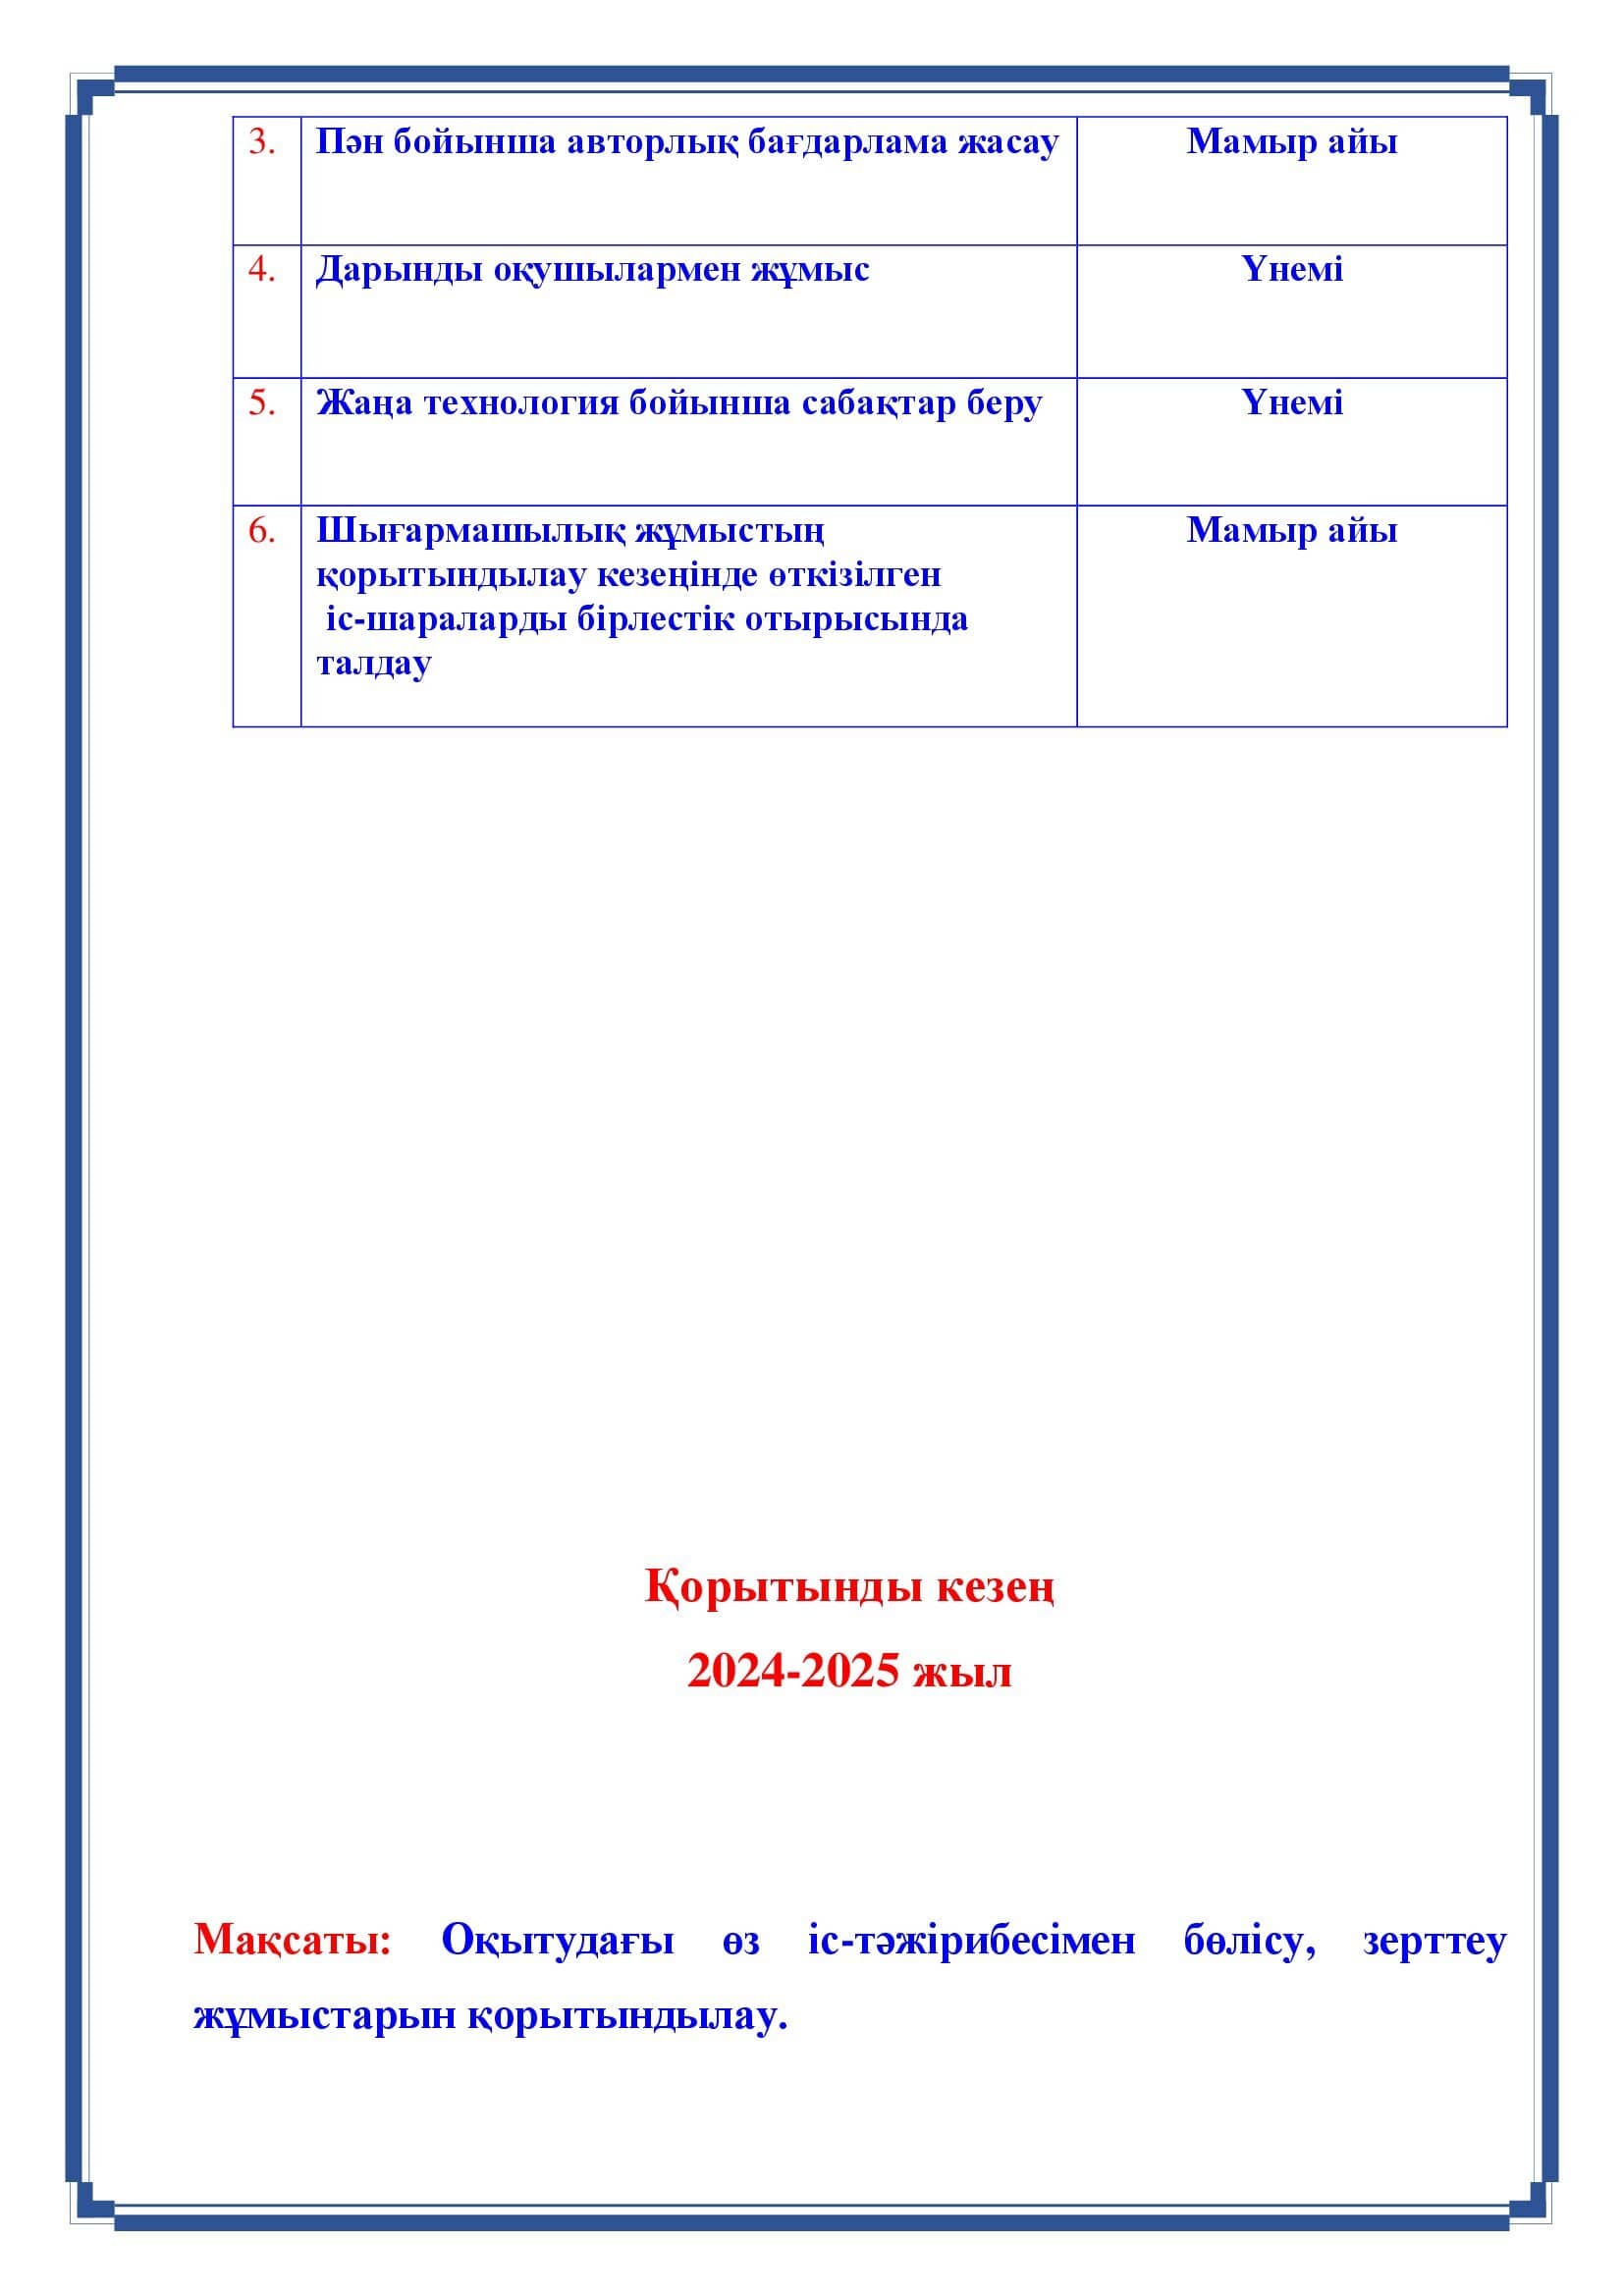 3. Пән бойынша авторлық бағдарлама жасау Мамыр айы
4. Дарынды оқушылармен жұмыс Үнемі
5. Жаңа технология бойынша сабақтар беру Үнемі
6. Шығармашылық жұмыстың Мамыр айы
қорытындылау кезеңінде өткізілген
іс-шараларды бірлестік отырысында
талдау
Қорытынды кезең
2024-2025 жыл
Мақсаты: Оқытудағы өз іс-тәжірибесімен бөлісу, зерттеу
жұмыстарын қорытындылау.